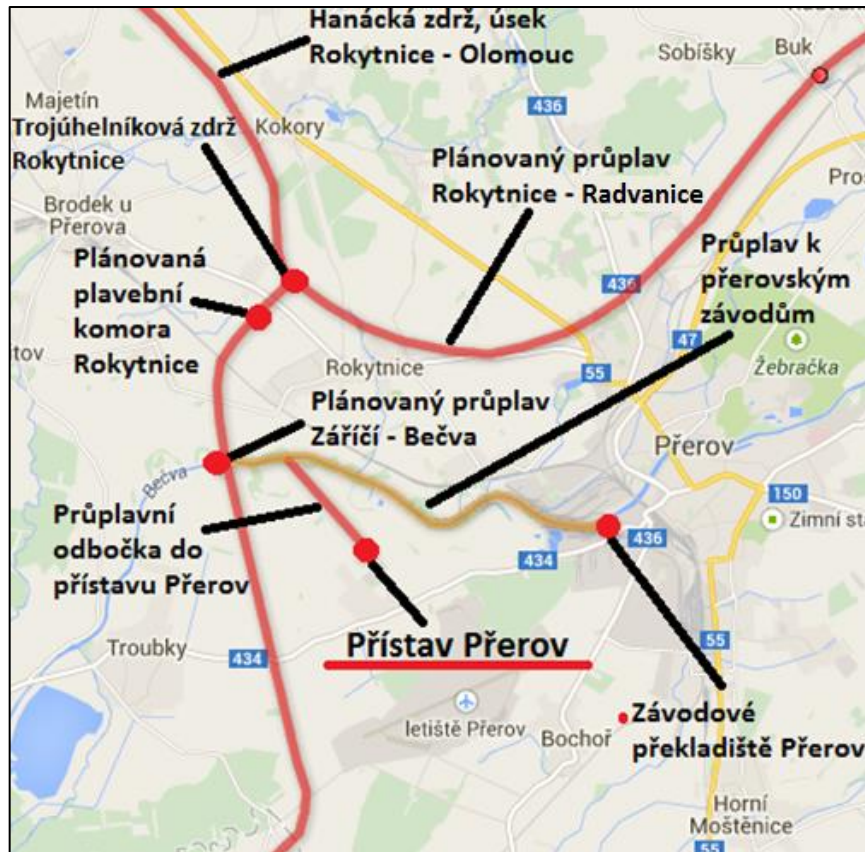 Hanácká zdrž, úsek
Rokytnice - Olomouc
436
Sobíšky
Buk
Majetín
Trojúhelníková zdrž
Rokytnice
Kokory
Plánovaný průplav
Rokytnice - Radvanice
Brodek u
Přerova
Průplav k
přerovským
závodům
Plánovaná
plavební
komora
Rokytnice
436
47
Žebračka
Rokytnice
55
Plánovaný průplav
Záříčí - Bečva
Přerov
Bečva
150
Zimní
Průplavní
odbočka do
přístavu Přerov
434
436
Přístav Přerov
Troubky
434
55
letiště Přerov
Bochoř
Závodové
překladiště Přerov
Horní
Moštěnice
55